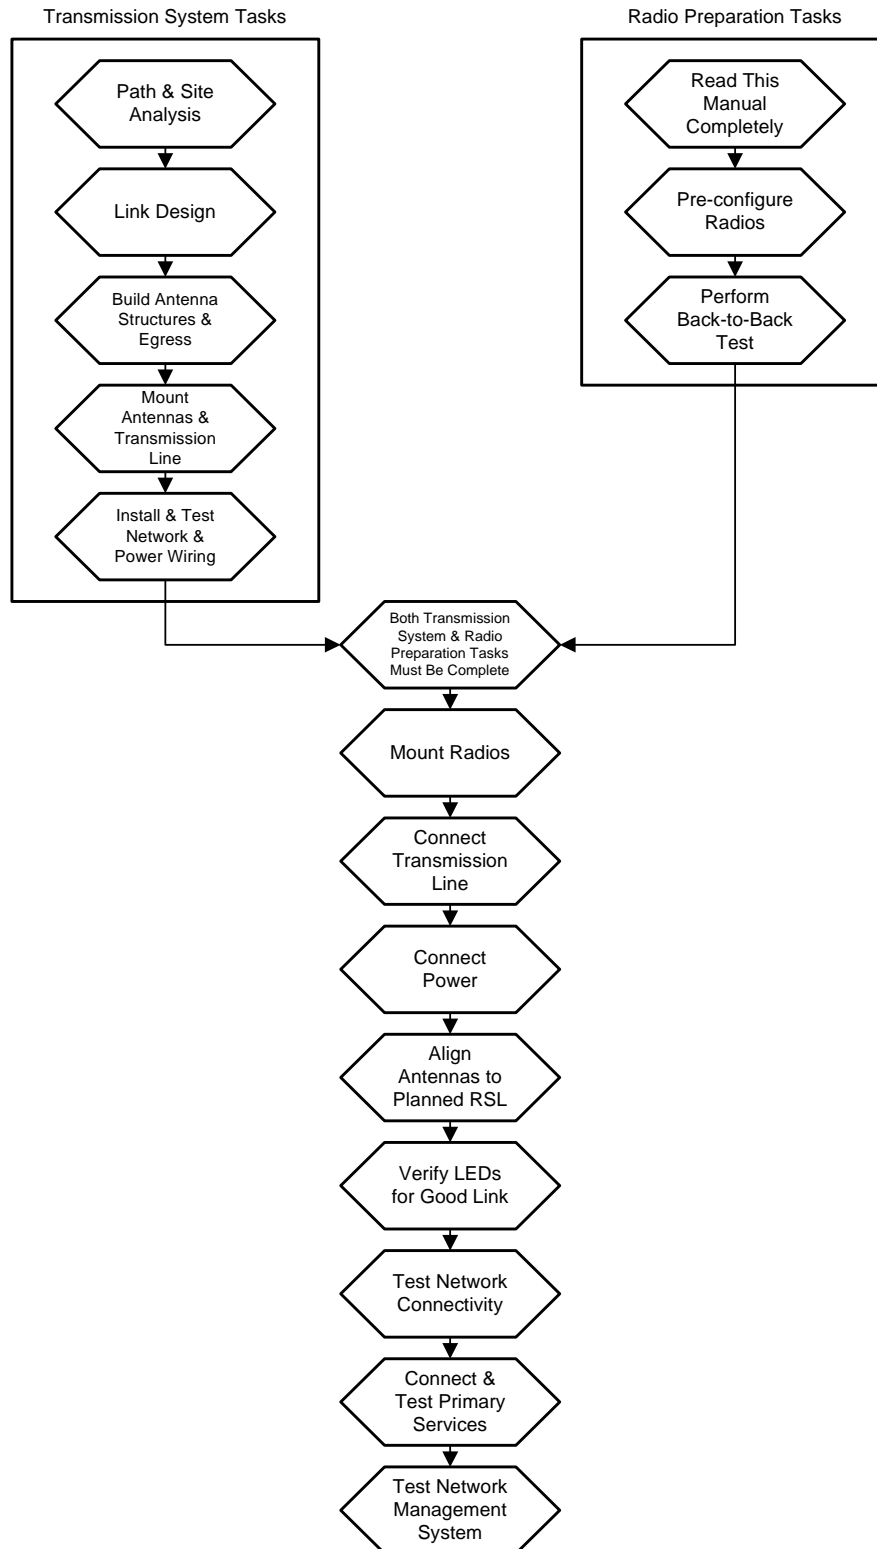 Transmission System Tasks
Path & Site
Analysis
Link Design
Build Antenna
Structures &
Egress
Mount
Antennas &
Transmission
Line
Install & Test
Network &
Power Wiring
Radio Preparation Tasks
Read This
Manual
Completely
Pre-configure
Radios
Perform
Back-to-Back
Test
Both Transmission
System & Radio
Preparation Tasks
Must Be Complete
Mount Radios
Connect
Transmission
Line
Connect
Power
Align
Antennas to
Planned RSL
Verify LEDs
for Good Link
Test Network
Connectivity
Connect &
Test Primary
Services
Test Network
Management
System